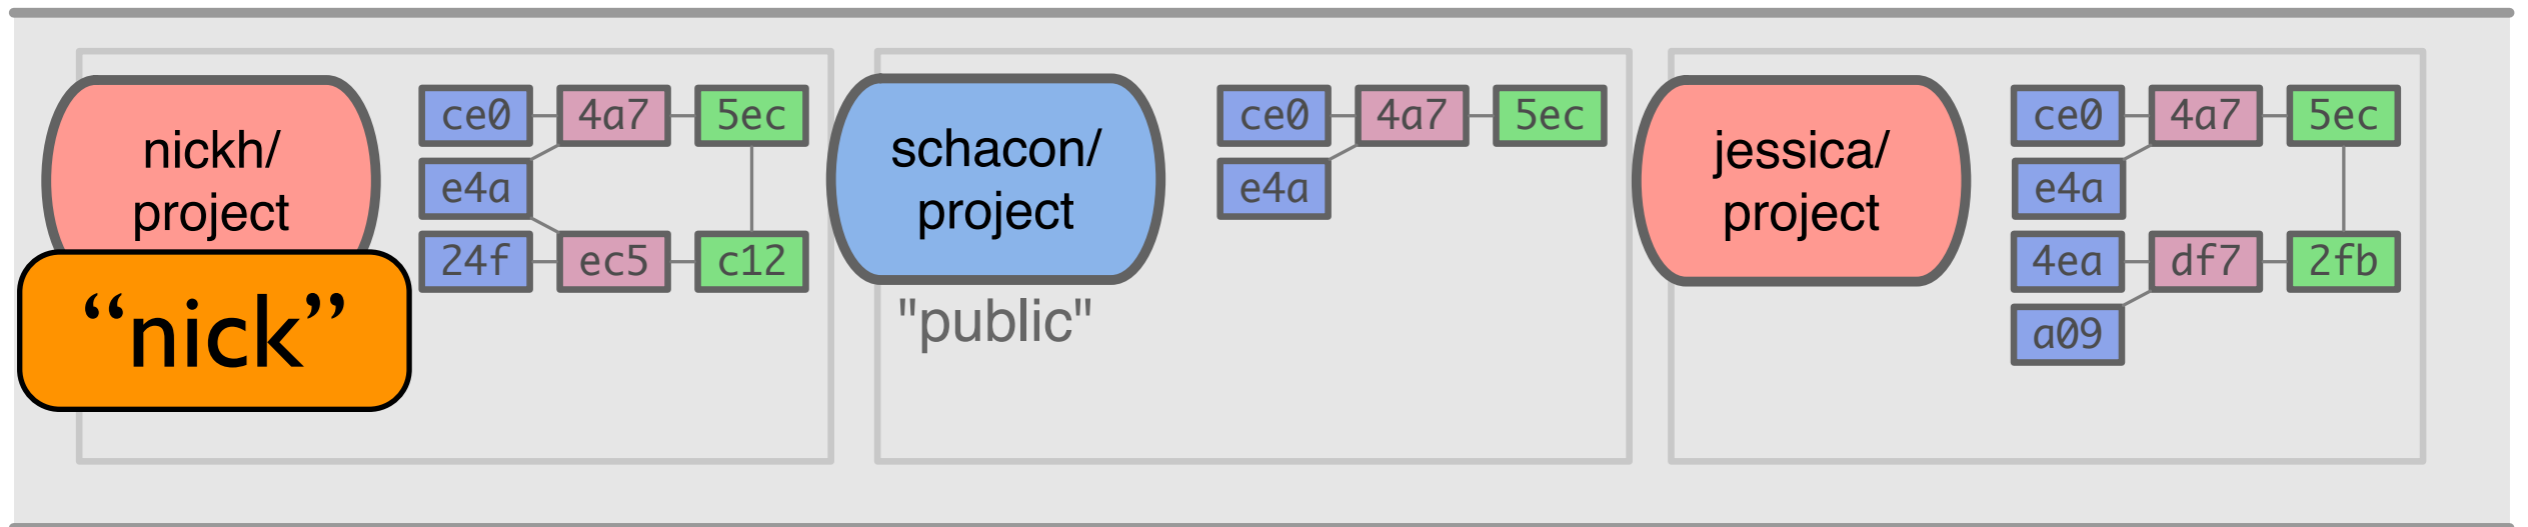 nickh/
project
“nick”
ce0 4a7 5ec
e4a
24f ec5 c12
schacon/
project
"public"
ce0 4a7 5ec
e4a
jessica/
project
ce0 4a7 5ec
e4a
4ea df7 2fb
a09